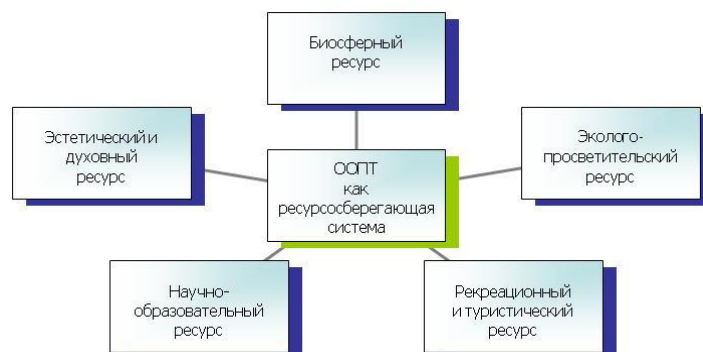 Биосферный
ресурс
Эстетический и
духовный
ресурс
ООПТ
как
ресурсосберегающая
система
Эколого-
просветительский
ресурс
Научно-
образовательный
ресурс
Рекреационный
и туристический
ресурс